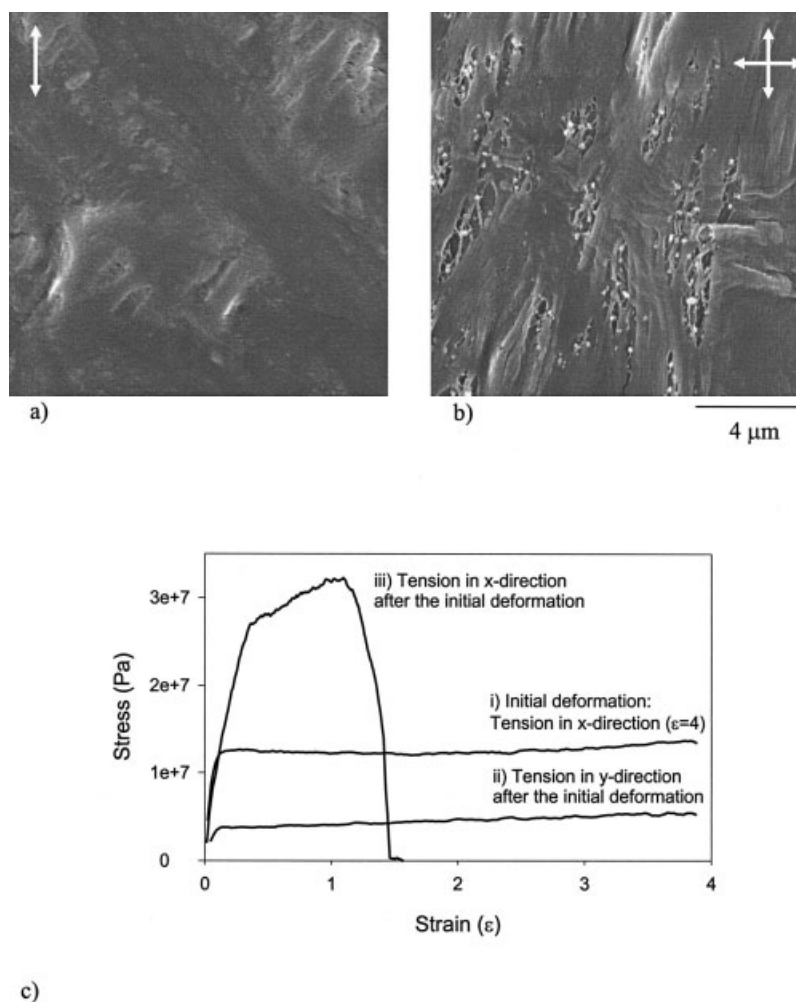 a)
b)
4 μm
3e+7
2e+7
1e+7
0
Stress (Pa)
iii) Tension in x-direction
after the initial deformation
i) Initial deformation:
Tension in x-direction (ε=4)
ii) Tension in y-direction
after the initial deformation
0 1 2 3 4
Strain (ε)
c)